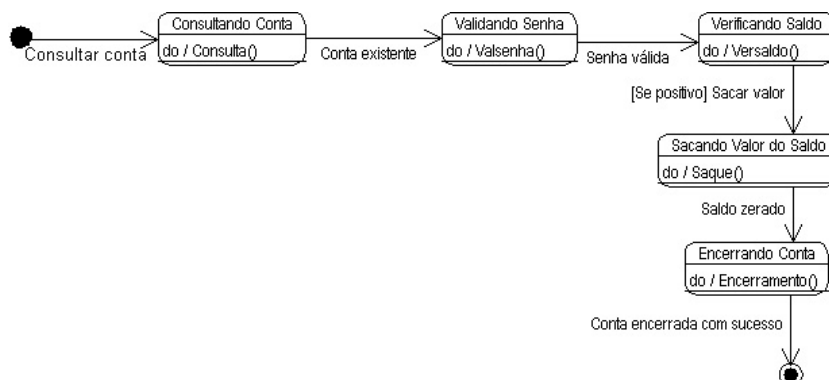 Consultar conta
Consultando Conta
do / Consulta()
Conta existente
Validando Senha
do / Valsenha()
Senha válida
Verificando Saldo
do / Versaldo()
[Se positivo] Sacar valor
Sacando Valor do Saldo
do / Saque()
Saldo zerado
Encerrando Conta
do / Encerramento()
Conta encerrada com sucesso